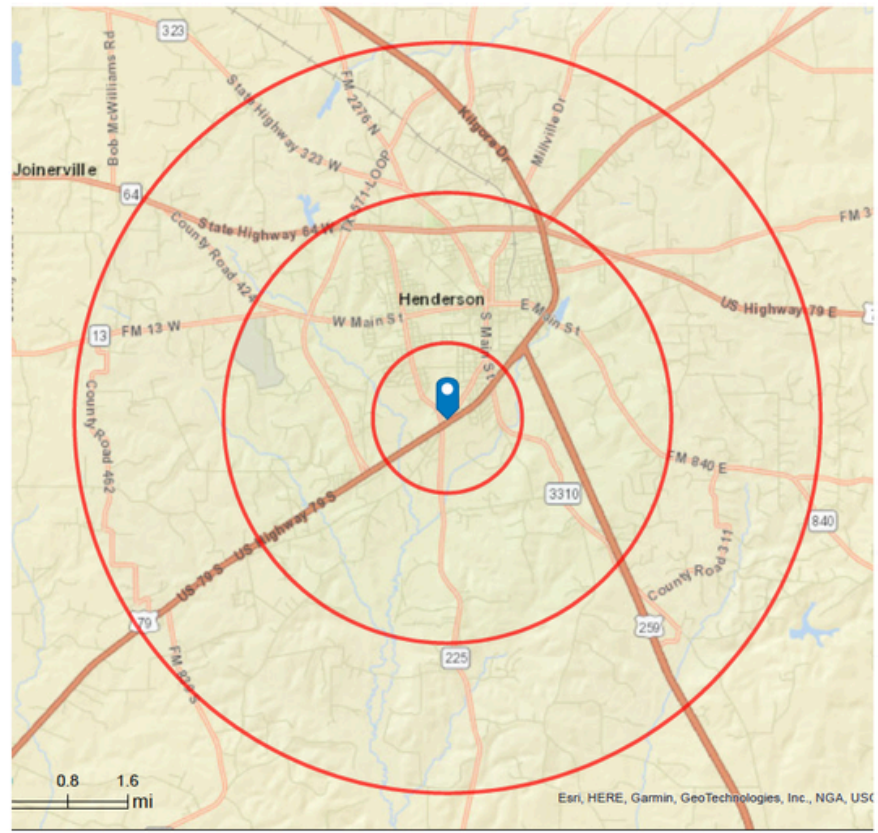 323
Bob McWilliams Rd
State Highway 323 W
FM 2276 N
Kilgore Dr
Millville Dr
Joinerville
64
TX-571-LOOP
State Highway 64 W
County Road 424
FM 3
Henderson
US Highway 79 E
FM 13 W
W Main St
S Main St
E Main St
13
County Road 462
FM 840 E
3310
840
US 79 S
US Highway 79 S
County Road 311
79
259
225
0.8 1.6
mi
Esri, HERE, Garmin, GeoTechnologies, Inc., NGA, USG